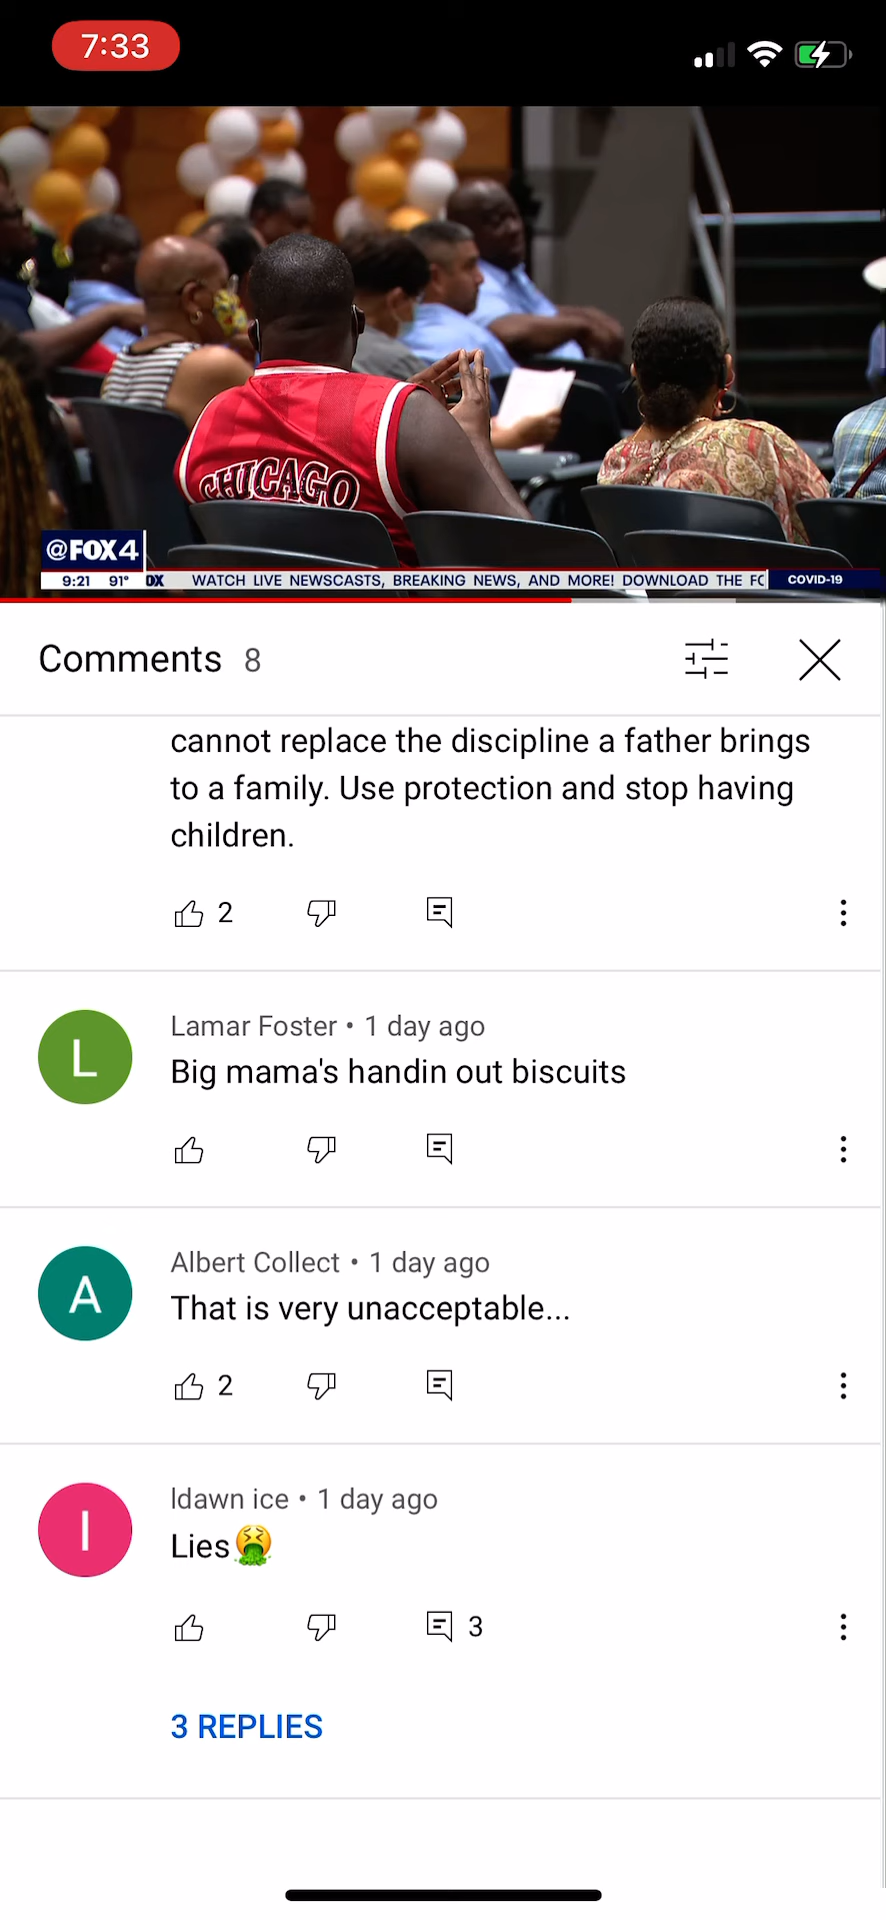 7:33
CHICAGO
@FOX4
9:21 91° OX WATCH LIVE NEWSCASTS, BREAKING NEWS, AND MORE! DOWNLOAD THE FO COVID-19
Comments 8
cannot replace the discipline a father brings
to a family. Use protection and stop having
children.
2
L
Lamar Foster • 1 day ago
Big mama's handin out biscuits
A
Albert Collect • 1 day ago
That is very unacceptable...
2
I
Idawn ice • 1 day ago
Lies🤮
3
3 REPLIES